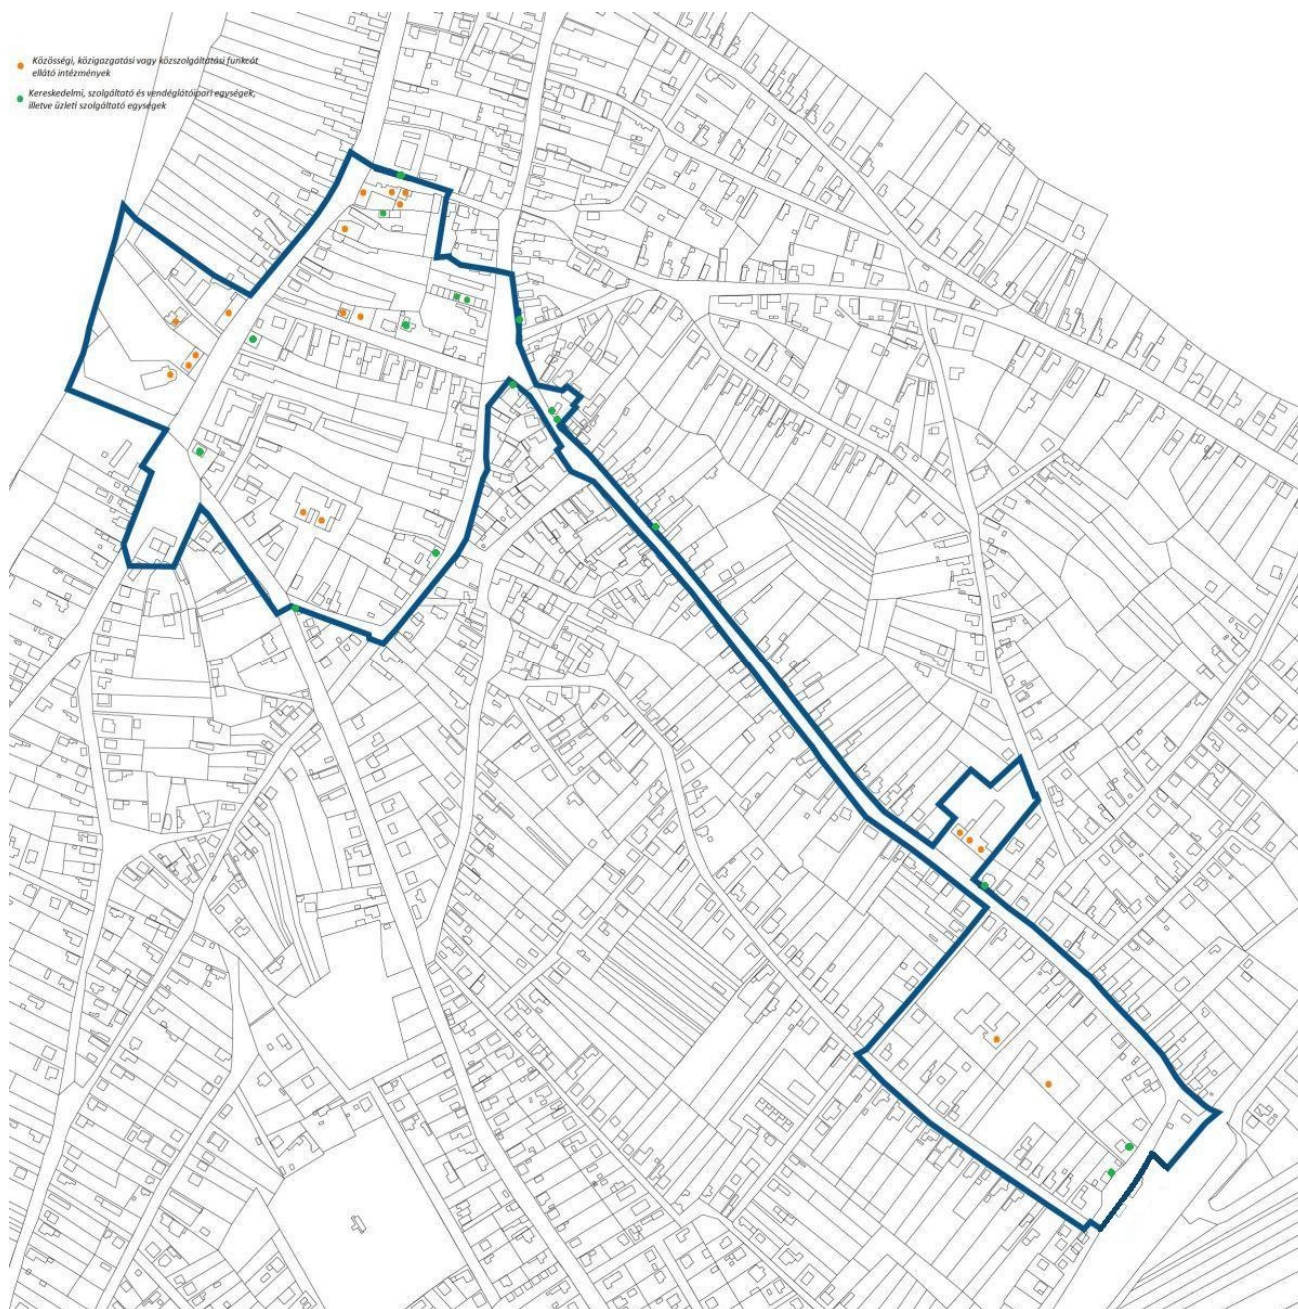 Közösségi, közigazgatási vagy közszolgáltatási funkciót
ellátó intézmények
Kereskedelmi, szolgáltató és vendéglátóipari egységek,
illetve üzleti szolgáltató egységek